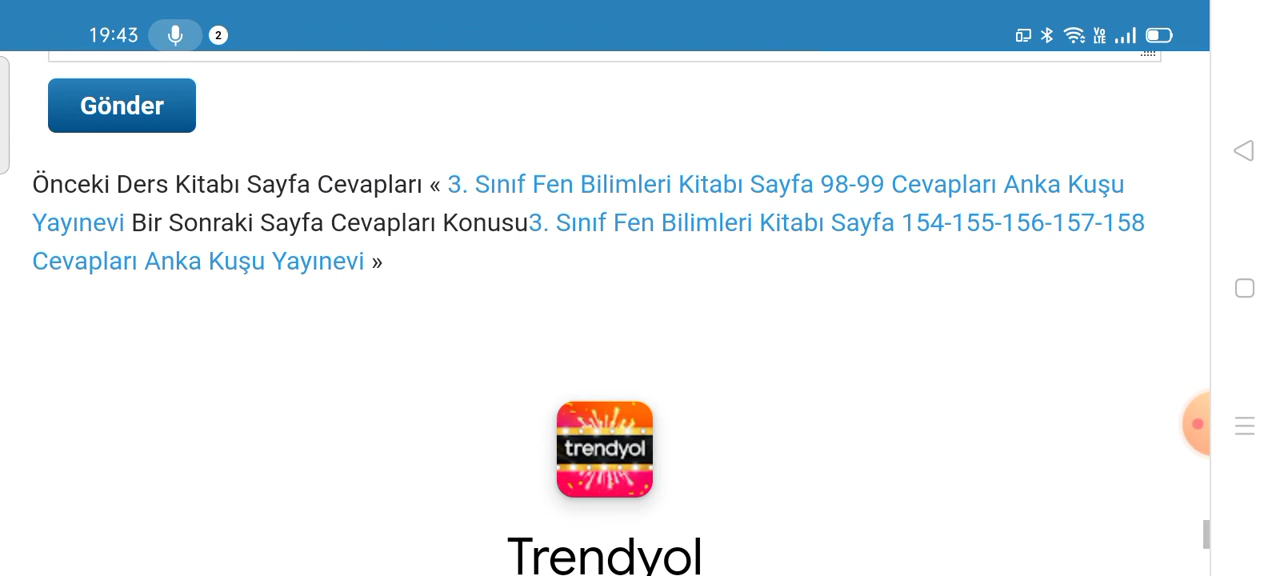 19:43 2 VO LTE
Gönder
Önceki Ders Kitabı Sayfa Cevapları « 3. Sınıf Fen Bilimleri Kitabı Sayfa 98-99 Cevapları Anka Kuşu
Yayınevi Bir Sonraki Sayfa Cevapları Konusu3. Sınıf Fen Bilimleri Kitabı Sayfa 154-155-156-157-158
Cevapları Anka Kuşu Yayınevi »
trendyol
Trendyol